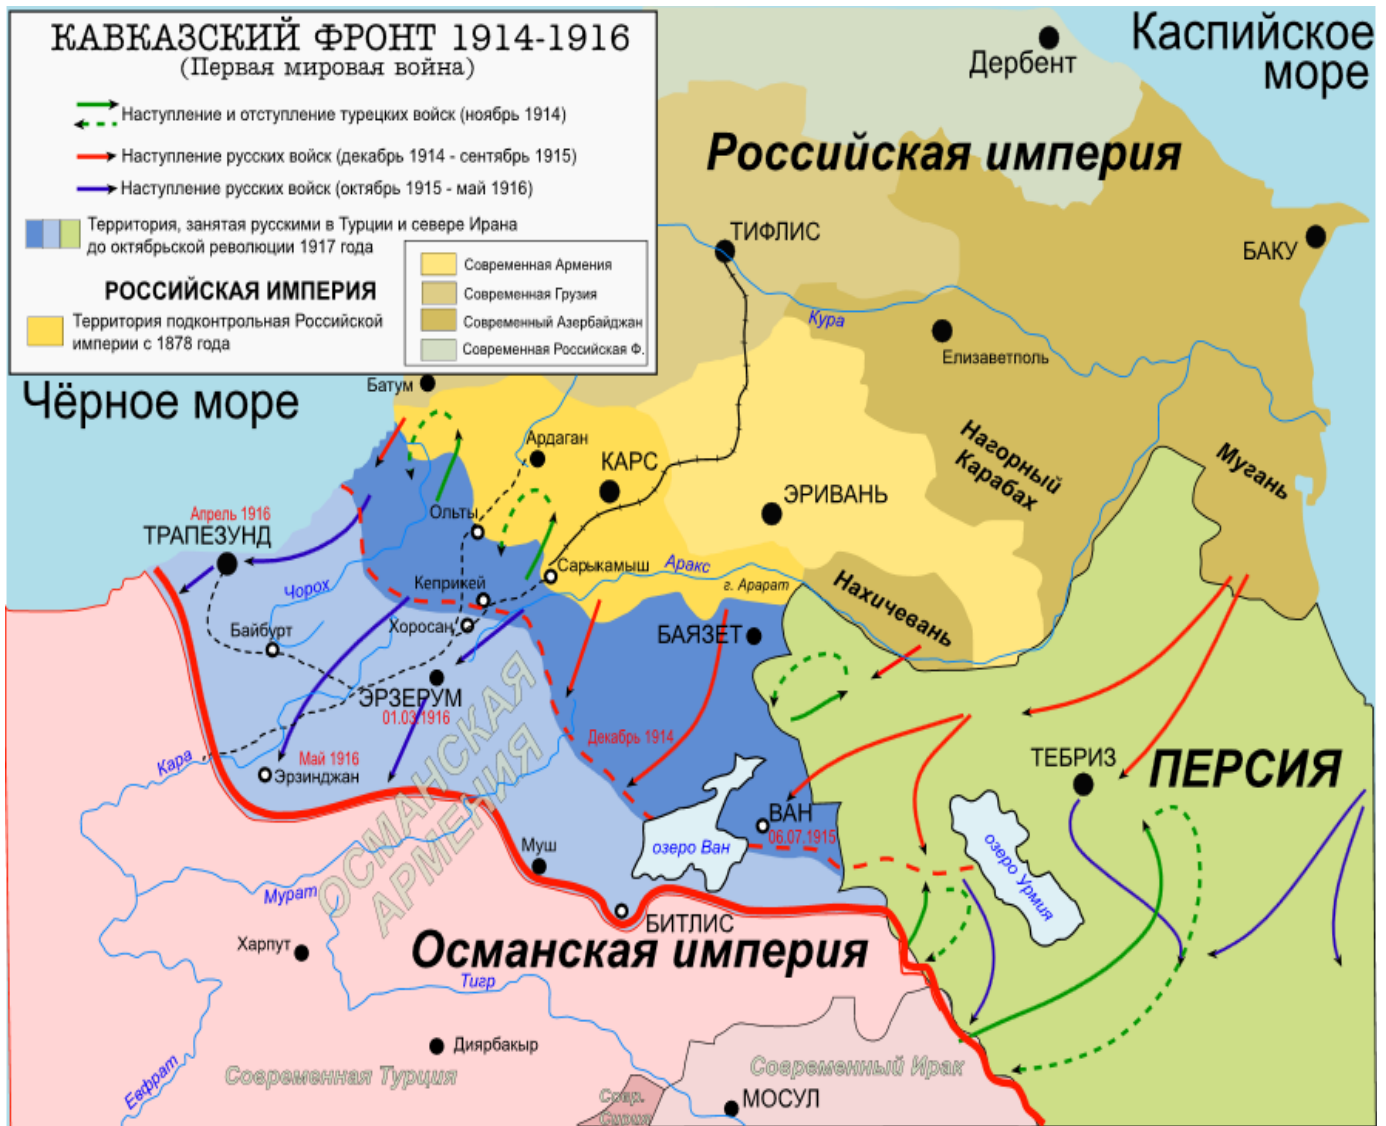 КАВКАЗСКИЙ ФРОНТ 1914-1916
(Первая мировая война)
Наступление и отступление турецких войск (ноябрь 1914)
Наступление русских войск (декабрь 1914 - сентябрь 1915)
Наступление русских войск (октябрь 1915 - май 1916)
Территория, занятая русскими в Турции и севере Ирана
до октябрьской революции 1917 года
РОССИЙСКАЯ ИМПЕРИЯ
Территория подконтрольная Российской
империи с 1878 года
Современная Армения
Современная Грузия
Современный Азербайджан
Современная Российская Ф.
Каспийское
море
Дербент
Российская империя
ТИФЛИС
БАКУ
Кура
Елизаветполь
Чёрное море
Батум
Ардаган
КАРС
Нагорный
Карабах
Мугань
ЭРИВАНЬ
Апрель 1916
ТРАПЕЗУНД
Ольты
Сарыкамыш
Аракс
г. Арарат
Нахичевань
Чорох
Кеприкей
Байбурт
Хоросан
БАЯЗЕТ
ЭРЗЕРУМ
01.03.1916
ОСМАНСКАЯ
АРМЕНИЯ
Декабрь 1914
Кара
Май 1916
Эрзинджан
ТЕБРИЗ
ПЕРСИЯ
ВАН
06.07.1915
озеро Ван
озеро Урмия
Муш
Мурат
БИТЛИС
Харпут
Османская империя
Тигр
Диярбакыр
Евфрат
Современная Турция
Современный Ирак
Совр.
Сирия
МОСУЛ